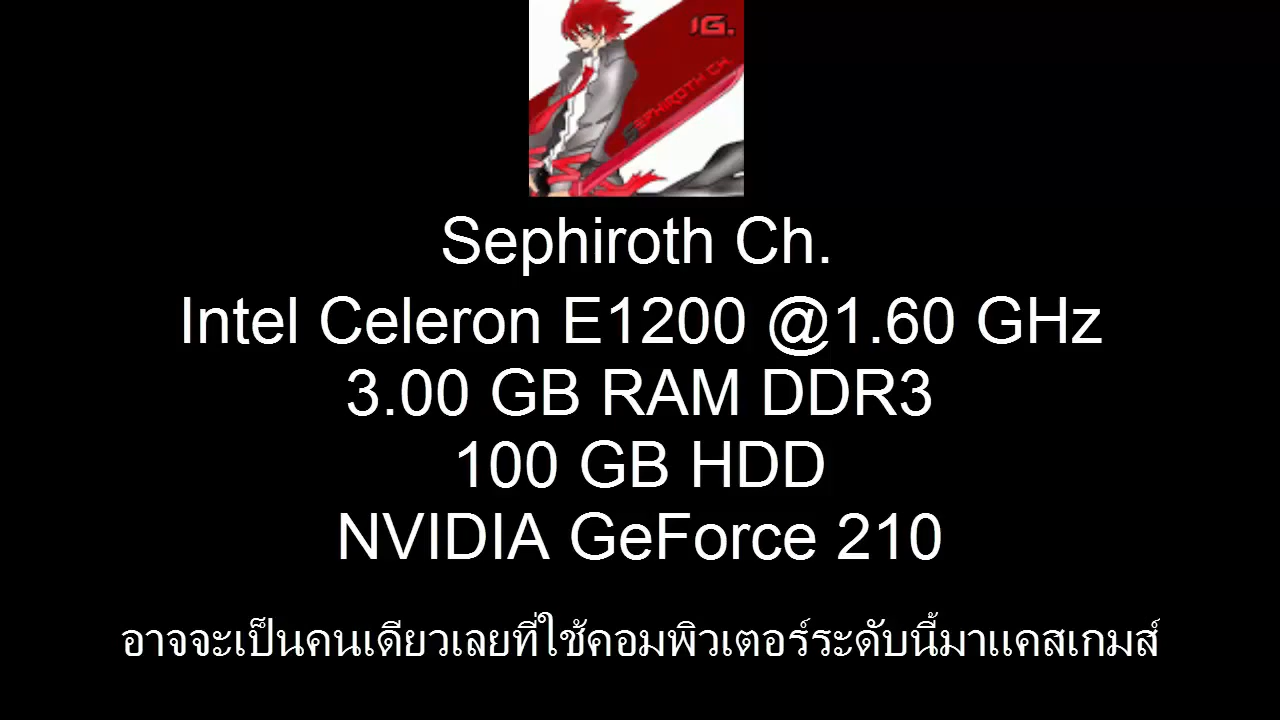 IG.
SEPHIROTH CH
Sephiroth Ch.
Intel Celeron E1200 @1.60 GHz
3.00 GB RAM DDR3
100 GB HDD
NVIDIA GeForce 210
อาจจะเป็นคนเดียวเลยที่ใช้คอมพิวเตอร์ระดับนี้มาแคสเกมส์